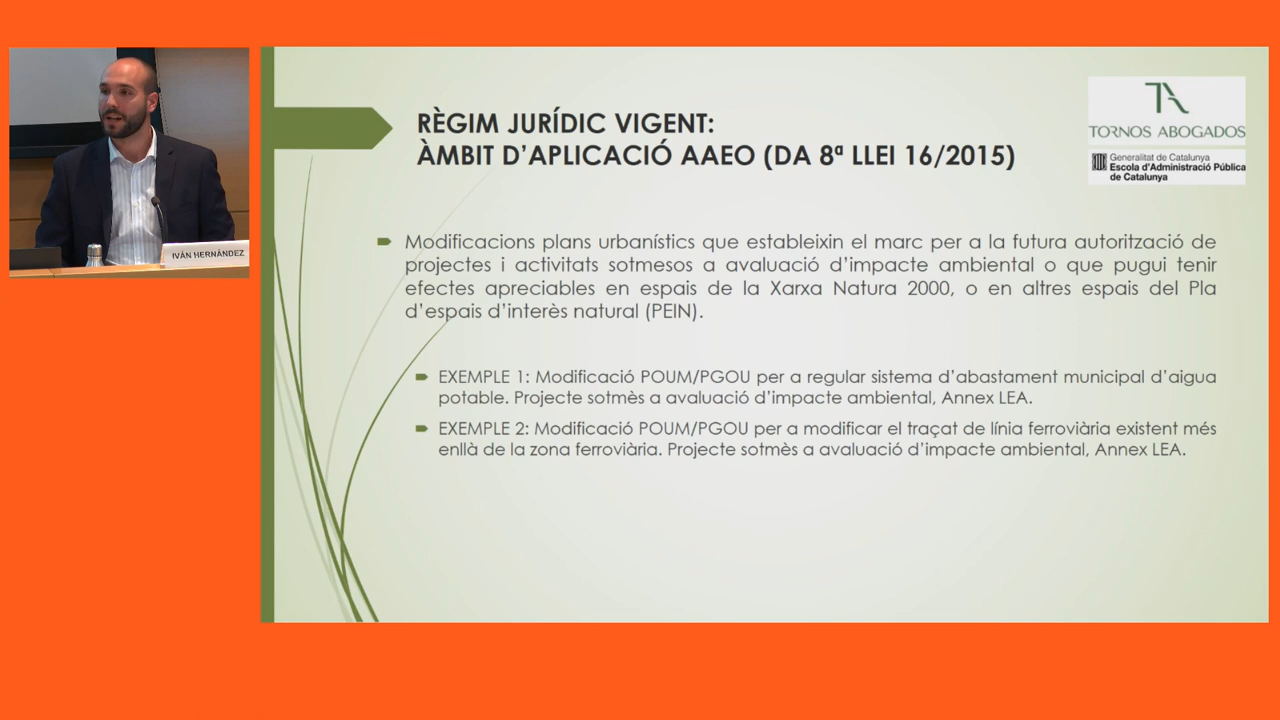 IVÁN HERNÁNDEZ
RÈGIM JURÍDIC VIGENT:
ÀMBIT D'APLICACIÓ AAEO (DA 8ª LLEI 16/2015)
TA
TORNOS ABOGADOS
Generalitat de Catalunya
Escola d'Administració Pública
de Catalunya
Modificacions plans urbanístics que estableixin el marc per a la futura autorització de
projectes i activitats sotmesos a avaluació d'impacte ambiental o que pugui tenir
efectes apreciables en espais de la Xarxa Natura 2000, o en altres espais del Pla
d'espais d'interès natural (PEIN).
EXEMPLE 1: Modificació POUM/PGOU per a regular sistema d'abastament municipal d'aigua
potable. Projecte sotmès a avaluació d'impacte ambiental, Annex LEA.
EXEMPLE 2: Modificació POUM/PGOU per a modificar el traçat de línia ferroviària existent més
enllà de la zona ferroviària. Projecte sotmès a avaluació d'impacte ambiental, Annex LEA.